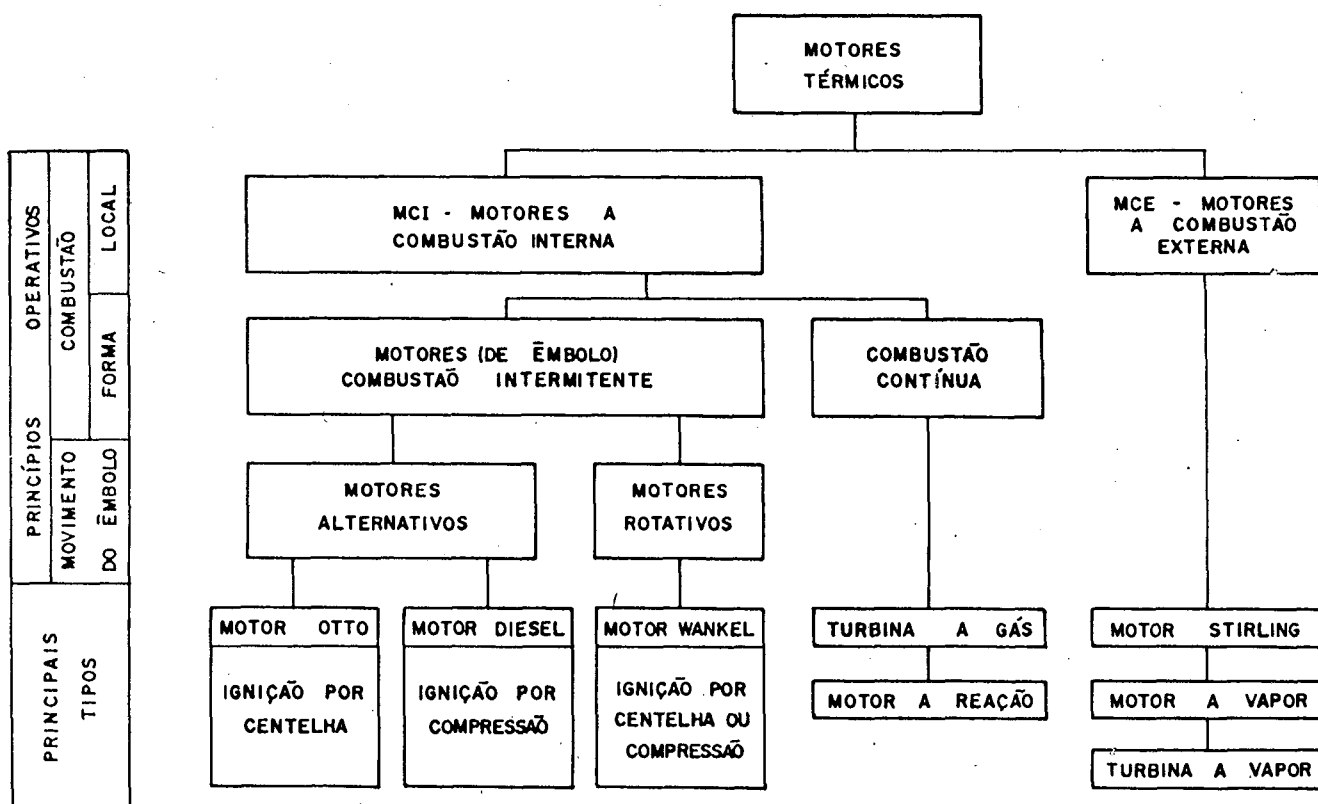 MOTORES
TÉRMICOS
PRINCÍPIOS OPERATIVOS
COMBUSTÃO
LOCAL
MCI - MOTORES A
COMBUSTÃO INTERNA
MCE - MOTORES
A COMBUSTÃO
EXTERNA
FORMA
MOTORES (DE ÊMBOLO)
COMBUSTÃO INTERMITENTE
COMBUSTÃO
CONTÍNUA
MOVIMENTO
DO ÊMBOLO
MOTORES
ALTERNATIVOS
MOTORES
ROTATIVOS
PRINCIPAIS
TIPOS
MOTOR OTTO
IGNIÇÃO POR
CENTELHA
MOTOR DIESEL
IGNIÇÃO POR
COMPRESSÃO
MOTOR WANKEL
IGNIÇÃO POR
CENTELHA OU
COMPRESSÃO
TURBINA A GÁS
MOTOR A REAÇÃO
MOTOR STIRLING
MOTOR A VAPOR
TURBINA A VAPOR